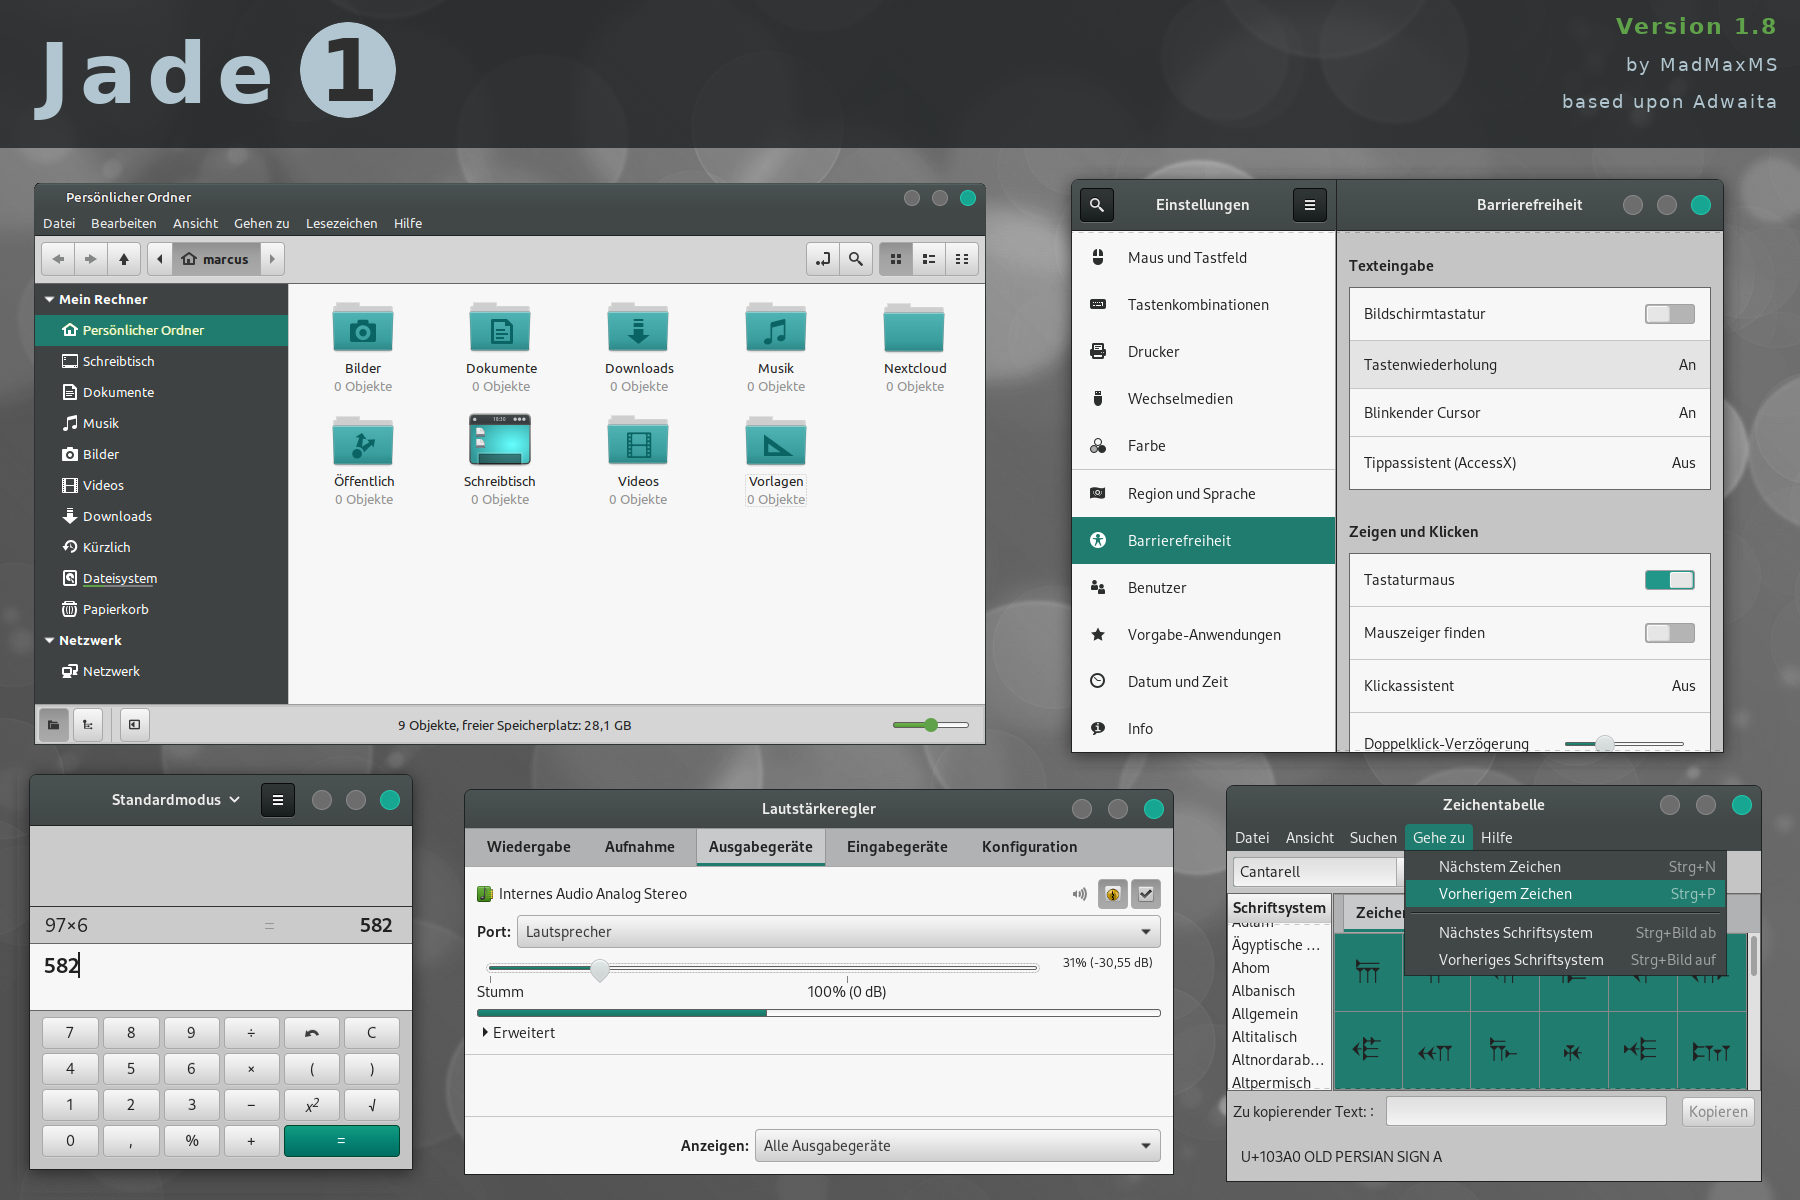 Jade 1
Version 1.8
by MadMaxMS
based upon Adwaita
Persönlicher Ordner
Datei Bearbeiten Ansicht Gehen zu Lesezeichen Hilfe
marcus
Mein Rechner
Persönlicher Ordner
Schreibtisch
Dokumente
Musik
Bilder
Videos
Downloads
Kürzlich
Dateisystem
Papierkorb
Netzwerk
Netzwerk
Bilder Dokumente Downloads Musik Nextcloud
0 Objekte 0 Objekte 0 Objekte 0 Objekte 0 Objekte
Öffentlich Schreibtisch Videos Vorlagen
0 Objekte 0 Objekte 0 Objekte 0 Objekte
9 Objekte, freier Speicherplatz: 28,1 GB
Einstellungen
Barrierefreiheit
Maus und Tastfeld
Tastenkombinationen
Drucker
Wechselmedien
Farbe
Region und Sprache
Barrierefreiheit
Benutzer
Vorgabe-Anwendungen
Datum und Zeit
Info
Texteingabe
Bildschirmtastatur
Tastenwiederholung An
Blinkender Cursor An
Tippassistent (AccessX) Aus
Zeigen und Klicken
Tastaturmaus
Mauszeiger finden
Klickassistent Aus
Doppelklick-Verzögerung
Standardmodus
97×6 = 582
582
7 8 9 ÷ C
4 5 6 × ( )
1 2 3 − x² √
0 , % + =
Lautstärkeregler
Wiedergabe Aufnahme Ausgabegeräte Eingabegeräte Konfiguration
Internes Audio Analog Stereo
Port: Lautsprecher
31% (-30,55 dB)
Stumm 100% (0 dB)
Erweitert
Anzeigen: Alle Ausgabegeräte
Zeichentabelle
Datei Ansicht Suchen Gehe zu Hilfe
Cantarell
Nächstem Zeichen Strg+N
Vorherigem Zeichen Strg+P
Nächstes Schriftsystem Strg+Bild ab
Vorheriges Schriftsystem Strg+Bild auf
Schriftsystem
Ägyptische ...
Ahom
Albanisch
Allgemein
Altitalisch
Altnordarab...
Altpermisch
Zu kopierender Text: :
Kopieren
U+103A0 OLD PERSIAN SIGN A